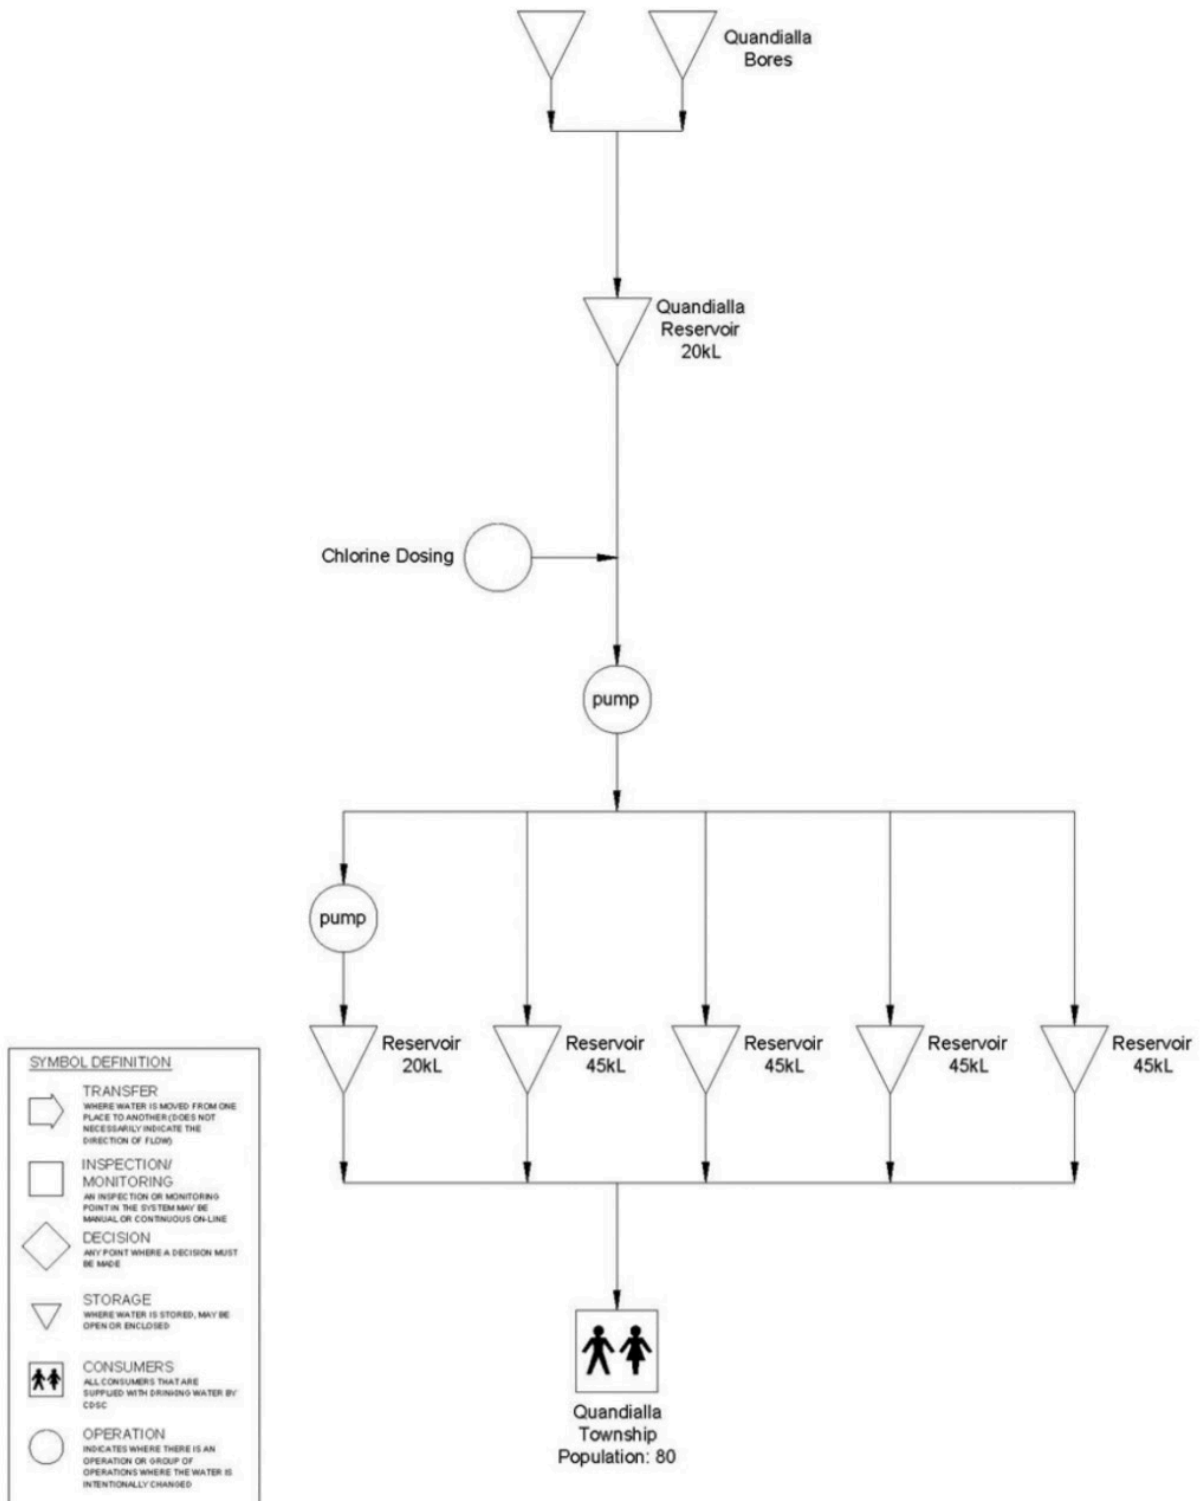 Quandialla
Bores
Quandialla
Reservoir
20kL
Chlorine Dosing
pump
pump
Reservoir
20kL
Reservoir
45kL
Reservoir
45kL
Reservoir
45kL
Reservoir
45kL
Quandialla
Township
Population: 80
SYMBOL DEFINITION
TRANSFER
WHERE WATER IS MOVED FROM ONE
PLACE TO ANOTHER (DOES NOT
NECESSARILY INDICATE THE
DIRECTION OF FLOW)
INSPECTION/
MONITORING
AN INSPECTION OR MONITORING
POINT IN THE SYSTEM MAY BE
MANUAL OR CONTINUOUS ON-LINE
DECISION
ANY POINT WHERE A DECISION MUST
BE MADE
STORAGE
WHERE WATER IS STORED, MAY BE
OPEN OR ENCLOSED
CONSUMERS
ALL CONSUMERS THAT ARE
SUPPLIED WITH DRINKING WATER BY
CDSC
OPERATION
INDICATES WHERE THERE IS AN
OPERATION OR GROUP OF
OPERATIONS WHERE THE WATER IS
INTENTIONALLY CHANGED